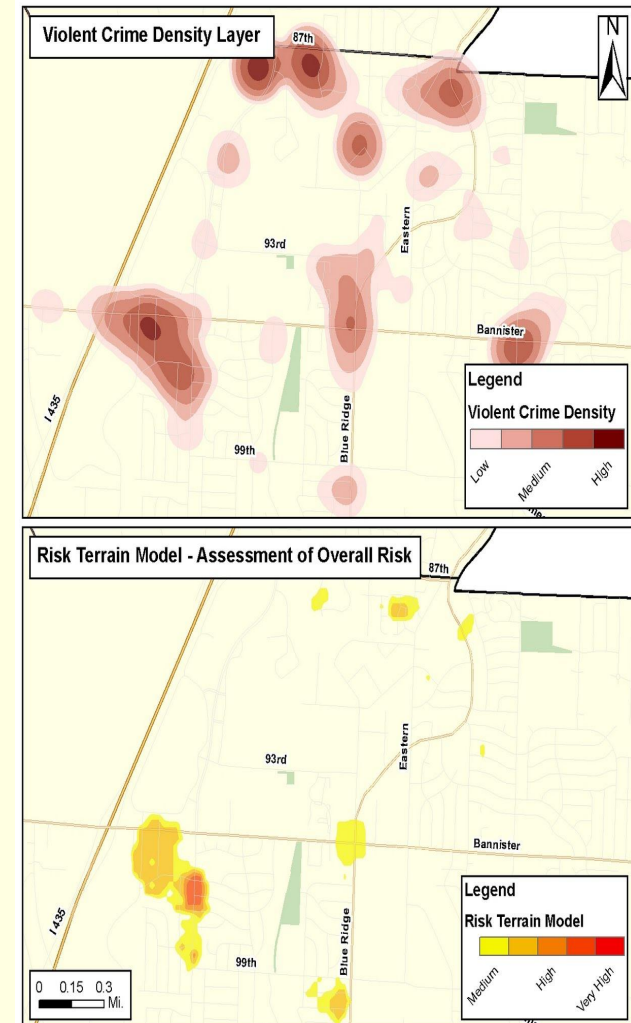 Violent Crime Density Layer
87th
N
93rd
Eastern
Bannister
I 435
Blue Ridge
99th
Legend
Violent Crime Density
Low
Medium
High
Risk Terrain Model - Assessment of Overall Risk
87th
93rd
Eastern
Bannister
I 435
Blue Ridge
99th
Legend
Risk Terrain Model
Medium
High
Very High
0 0.15 0.3
Mi.